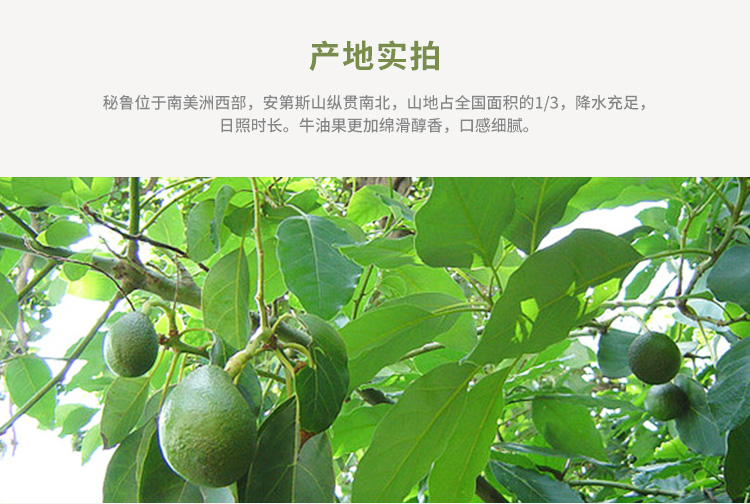 产地实拍
秘鲁位于南美洲西部，安第斯山纵贯南北，山地占全国面积的1/3，降水充足，
日照时长。牛油果更加绵滑醇香，口感细腻。